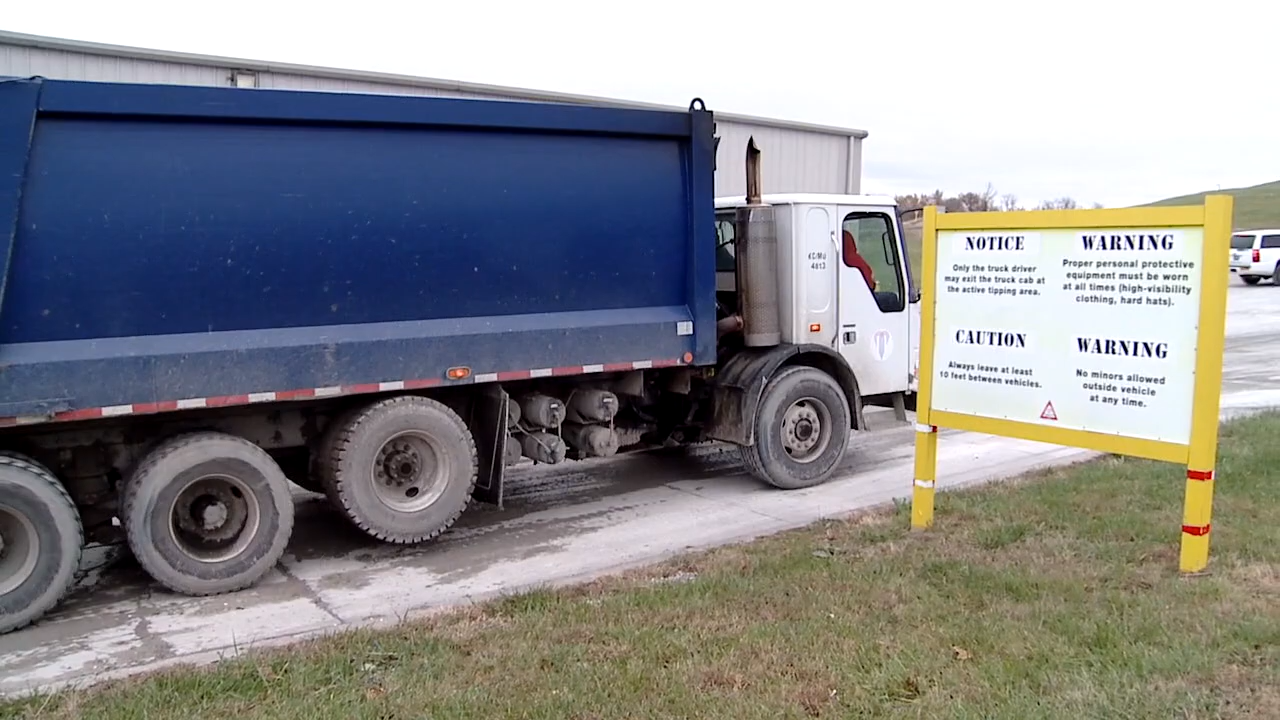 NOTICE
Only the truck driver
may exit the truck cab at
the active tipping area.
WARNING
Proper personal protective
equipment must be worn
at all times (high-visibility
clothing, hard hats).
CAUTION
Always leave at least
10 feet between vehicles.
WARNING
No minors allowed
outside vehicle
at any time.
4613